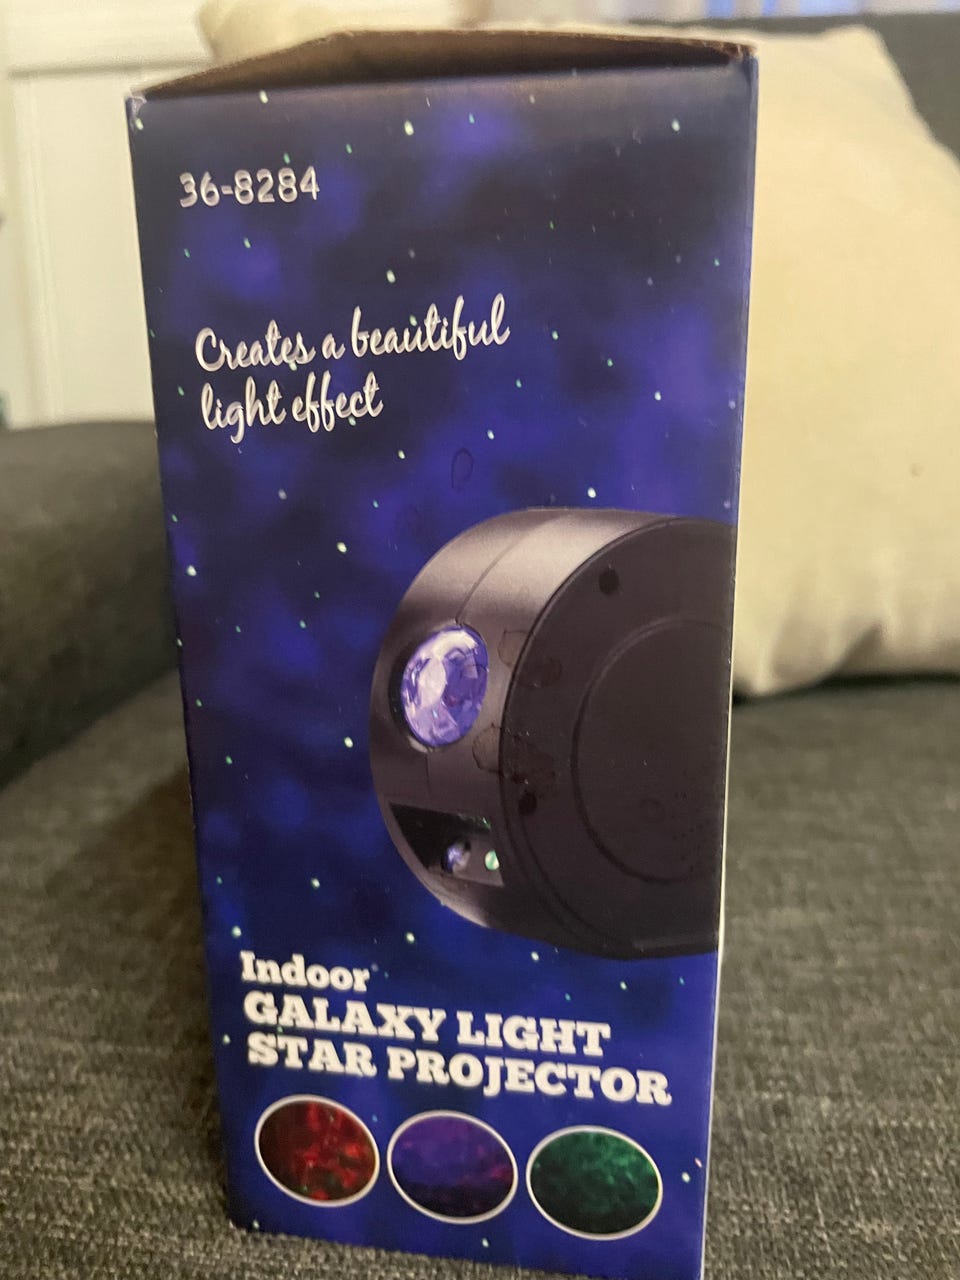 36-8284
Creates a beautiful
light effect
Indoor
GALAXY LIGHT
STAR PROJECTOR